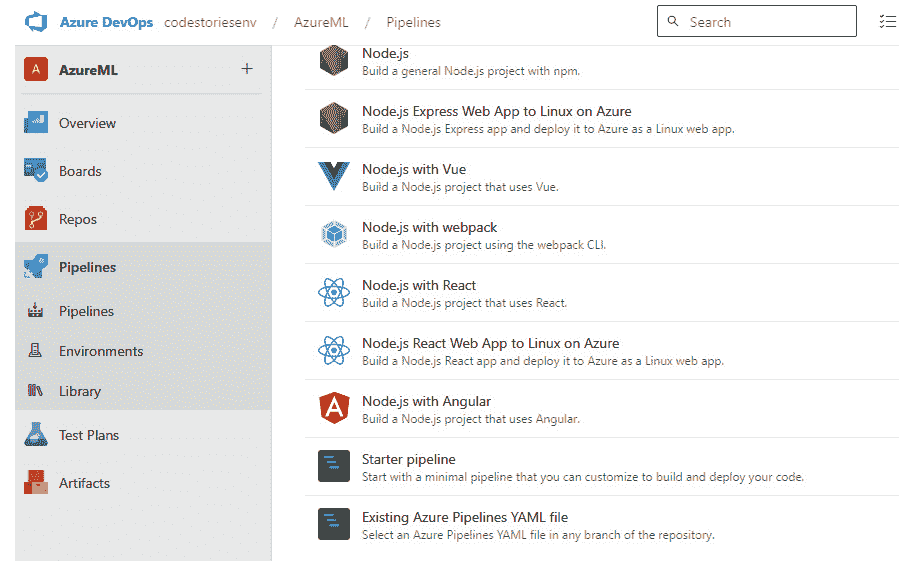 Azure DevOps codestoriesenv / AzureML / Pipelines Search
A AzureML +
Overview
Boards
Repos
Pipelines
Pipelines
Environments
Library
Test Plans
Artifacts
Node.js
Build a general Node.js project with npm.
Node.js Express Web App to Linux on Azure
Build a Node.js Express app and deploy it to Azure as a Linux web app.
Node.js with Vue
Build a Node.js project that uses Vue.
Node.js with webpack
Build a Node.js project using the webpack CLI.
Node.js with React
Build a Node.js project that uses React.
Node.js React Web App to Linux on Azure
Build a Node.js React app and deploy it to Azure as a Linux web app.
Node.js with Angular
Build a Node.js project that uses Angular.
Starter pipeline
Start with a minimal pipeline that you can customize to build and deploy your code.
Existing Azure Pipelines YAML file
Select an Azure Pipelines YAML file in any branch of the repository.